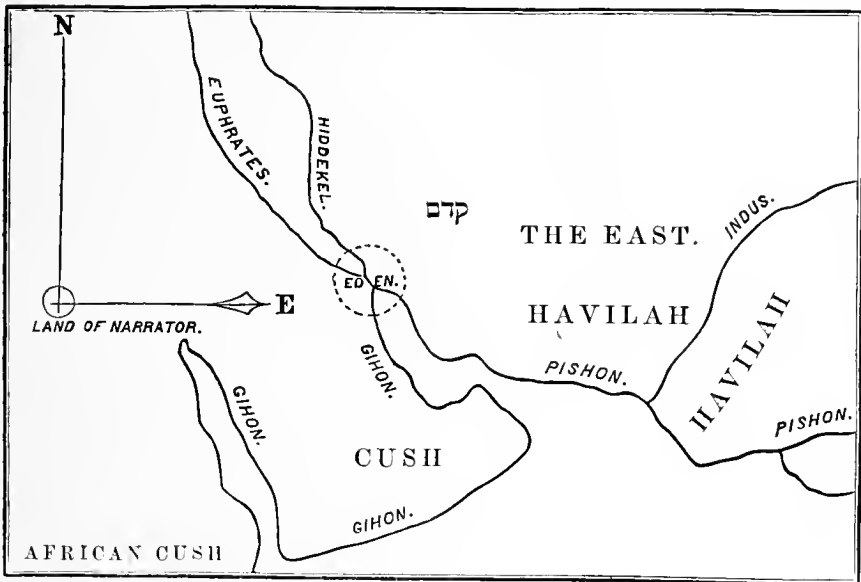 N
EUPHRATES.
HIDDEKEL.
קדם
THE EAST.
INDUS.
EDEN.
E
LAND OF NARRATOR.
HAVILAH
HAVILAH
GIHON.
GIHON.
PISHON.
PISHON.
CUSH
GIHON.
AFRICAN CUSH